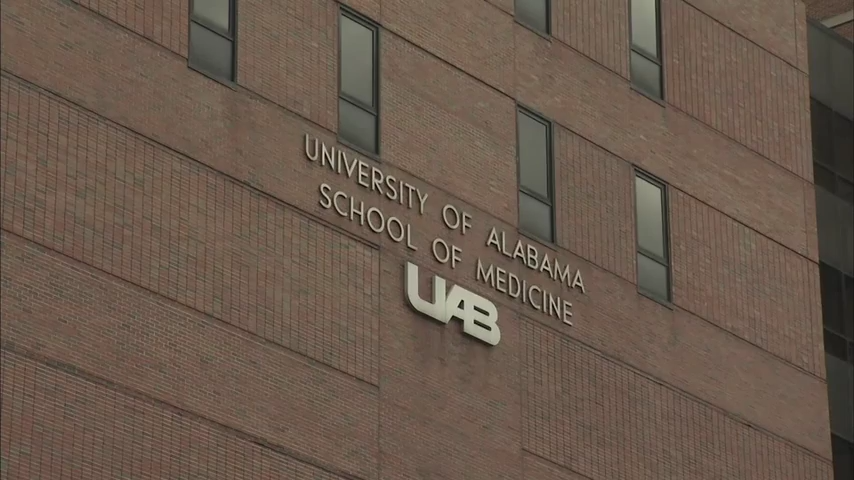 UNIVERSITY OF ALABAMA
SCHOOL OF MEDICINE
UAB